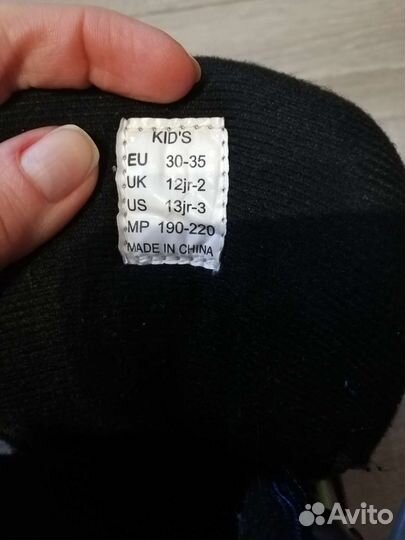 KID'S
EU 30-35
UK 12jr-2
US 13jr-3
MP 190-220
MADE IN CHINA
Avito